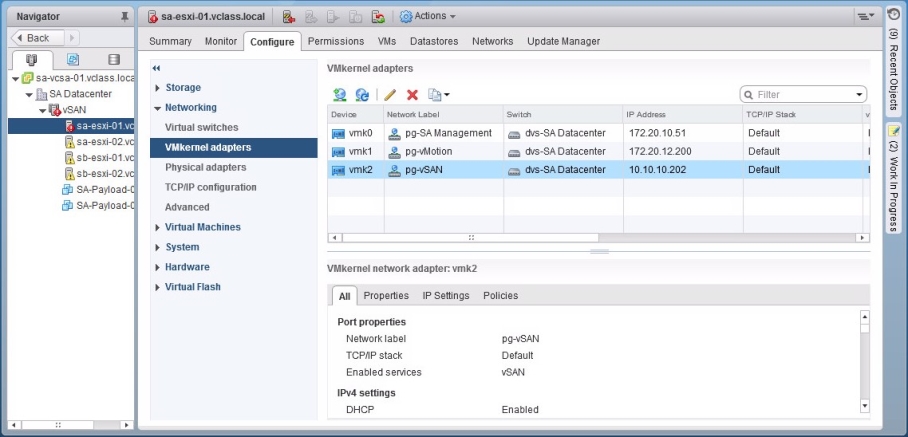 Navigator
Back
sa-vcsa-01.vclass.loca
SA Datacenter
vSAN
sa-esxi-01.vc
sa-esxi-02.vc
sb-esxi-01.vc
sb-esxi-02.vc
SA-Payload-0
SA-Payload-0
sa-esxi-01.vclass.local
Actions
Summary Monitor Configure Permissions VMs Datastores Networks Update Manager
Storage
Networking
Virtual switches
VMkernel adapters
Physical adapters
TCP/IP configuration
Advanced
Virtual Machines
System
Hardware
Virtual Flash
VMkernel adapters
Filter
Device Network Label Switch IP Address TCP/IP Stack v
vmk0 pg-SA Management dvs-SA Datacenter 172.20.10.51 Default
vmk1 pg-vMotion dvs-SA Datacenter 172.20.12.200 Default
vmk2 pg-vSAN dvs-SA Datacenter 10.10.10.202 Default
VMkernel network adapter: vmk2
All Properties IP Settings Policies
Port properties
Network label pg-vSAN
TCP/IP stack Default
Enabled services vSAN
IPv4 settings
DHCP Enabled
(9) Recent Objects
(2) Work In Progress